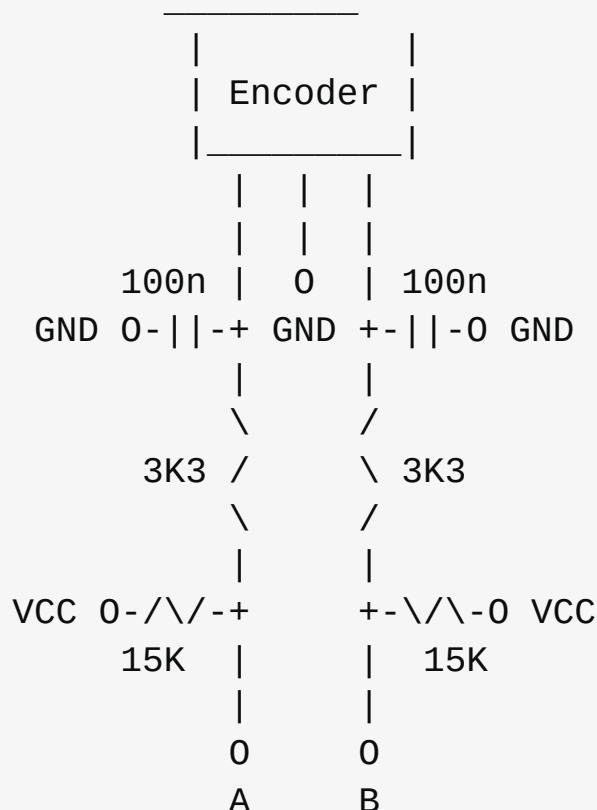 Encoder
100n | O | 100n
GND O-||-+ GND +-||-O GND
3K3 / \ 3K3
VCC O-/\/-+ +-\/\-O VCC
15K | | 15K
O O
A B